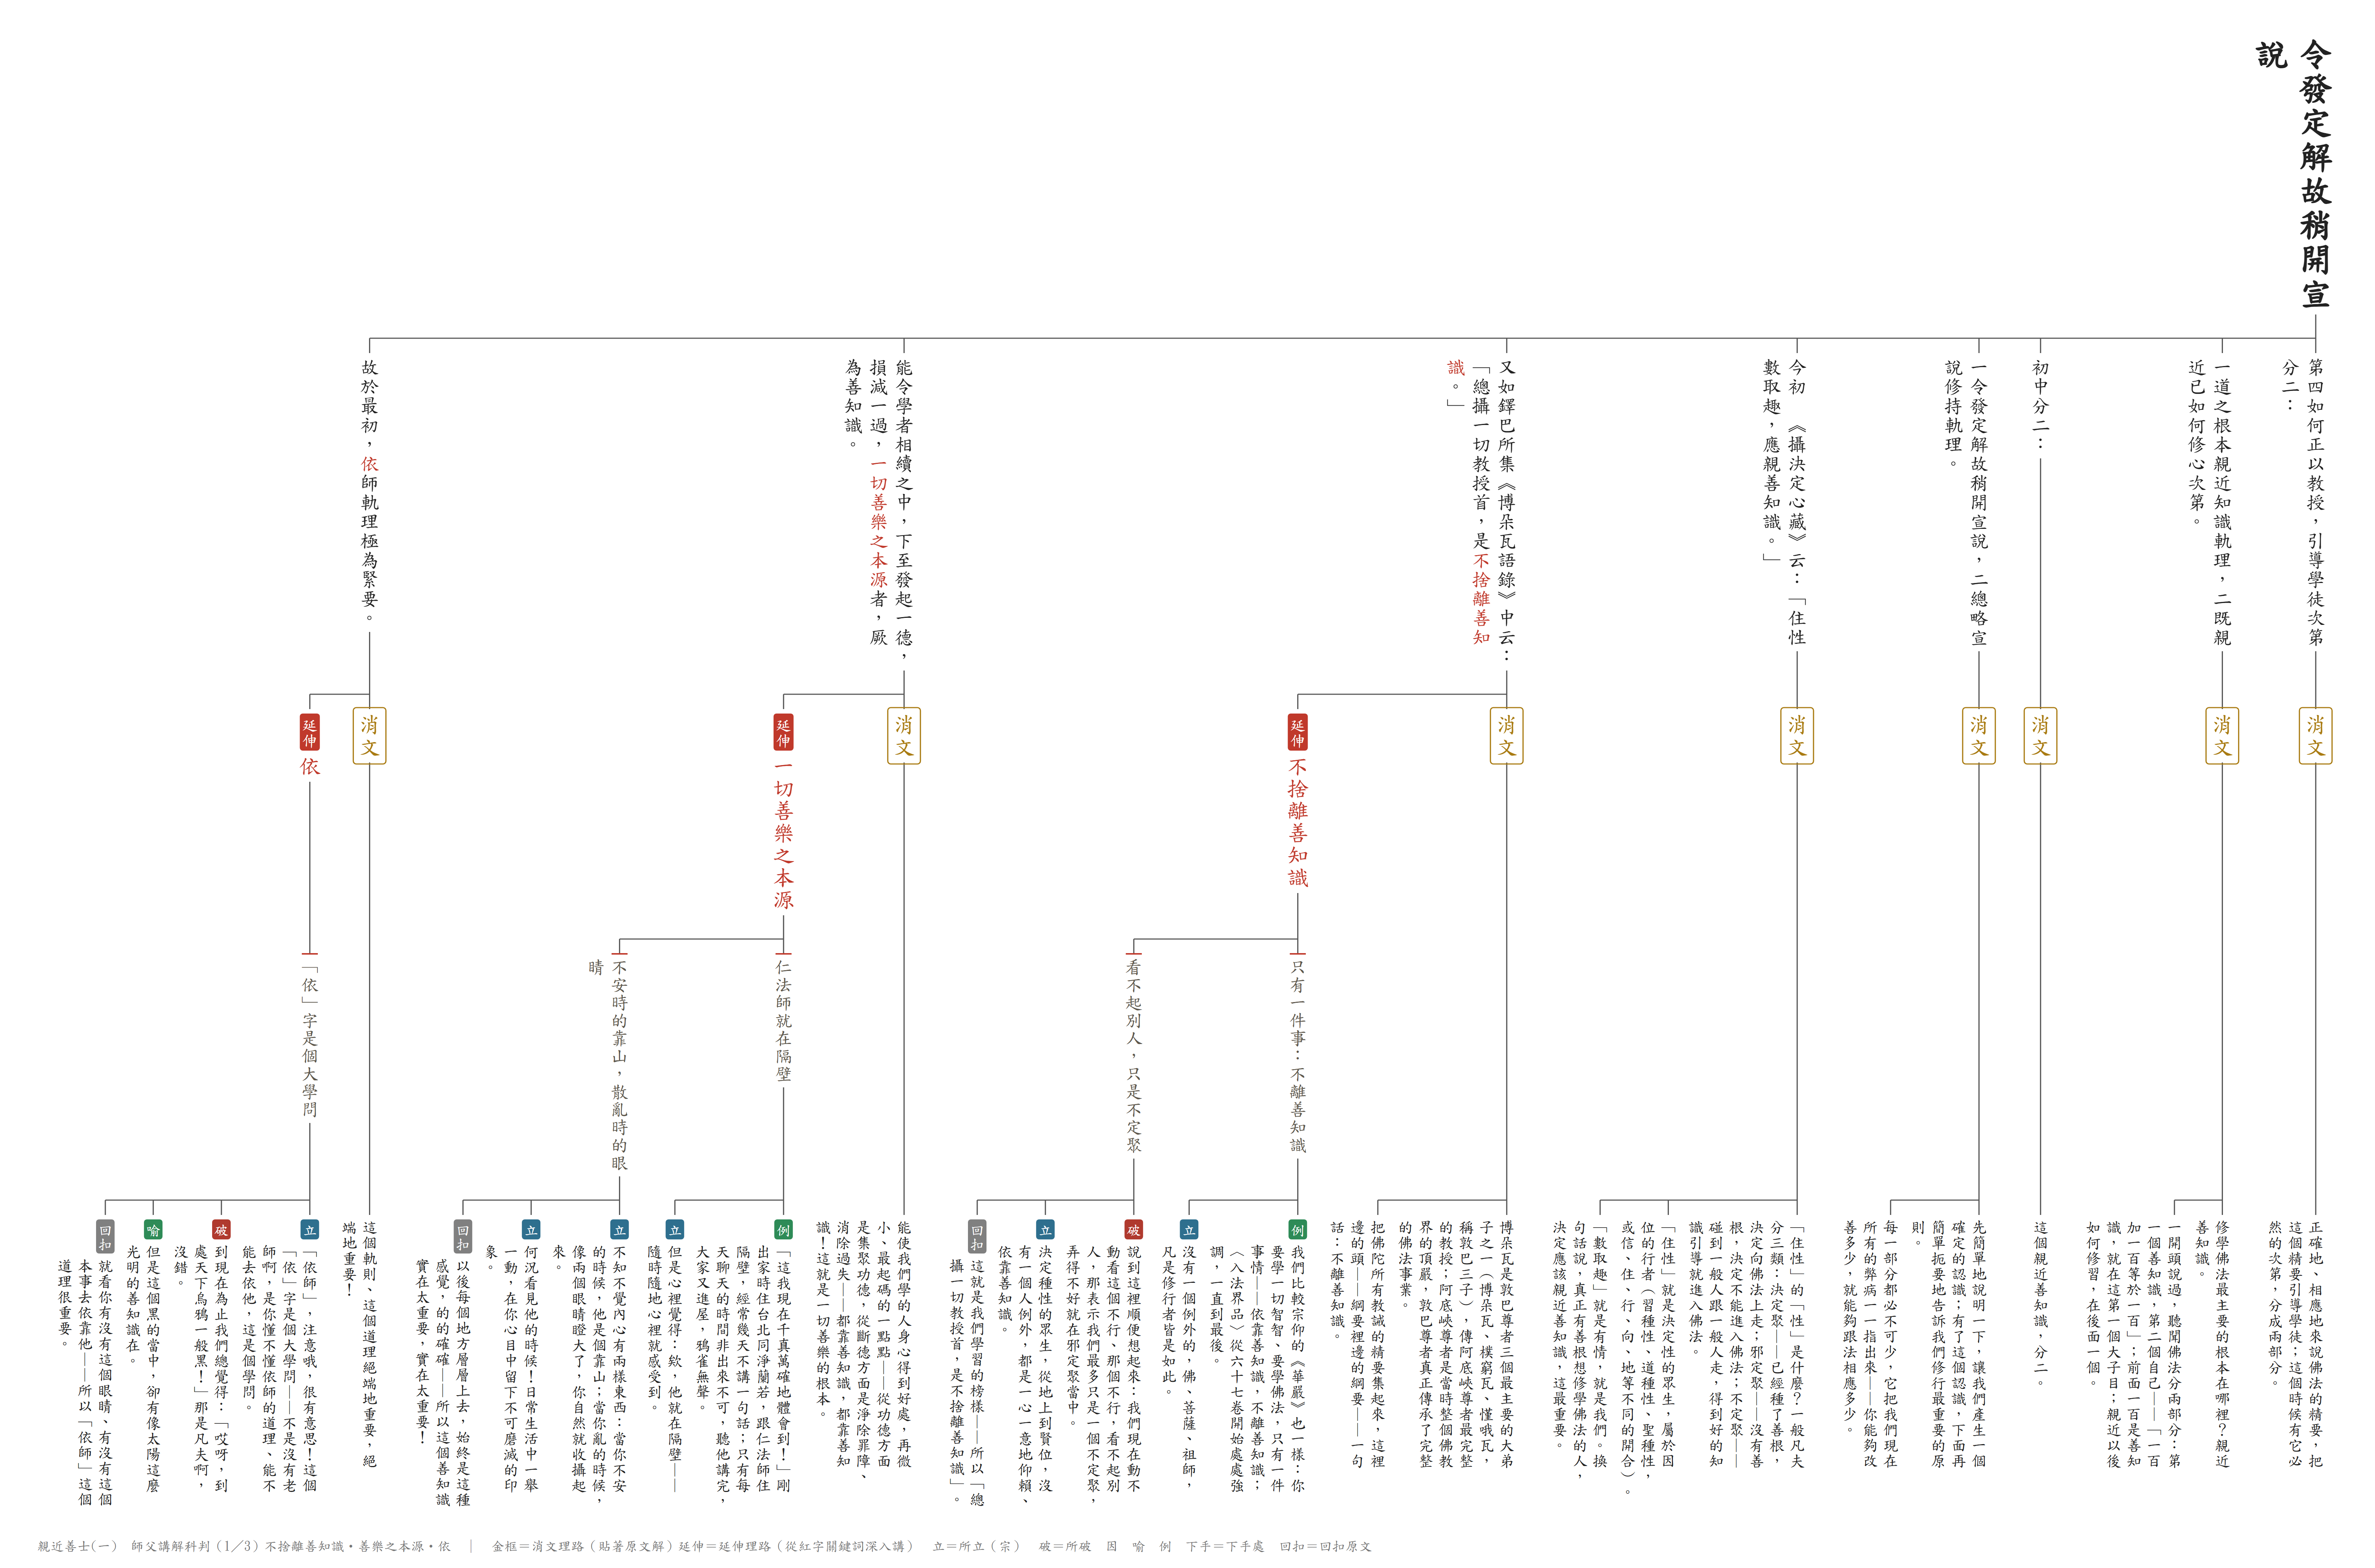 令發定解故稍開宣
說
第四如何正以教授，引導學徒次第
分二：
一道之根本親近知識軌理，二既親
近已如何修心次第。
初中分二：
一令發定解故稍開宣說，二總略宣
說修持軌理。
今初　《攝決定心藏》云：「住性
數取趣，應親善知識。」
又如鐸巴所集《博朵瓦語錄》中云：
「總攝一切教授首，是不捨離善知
識。」
能令學者相續之中，下至發起一德，
損減一過，一切善樂之本源者，厥
為善知識。
故於最初，依師軌理極為緊要。
消文
消文
消文
消文
消文
消文
延伸
不捨離善知識
消文
延伸
一切善樂之本源
消文
延伸
依
只有一件事：不離善知識
看不起別人，只是不定聚
仁法師就在隔壁
不安時的靠山，散亂時的眼
睛
「依」字是個大學問
正確地、相應地來說佛法的精要，把
這個精要引導學徒；這個時候有它必
然的次第，分成兩部分。
修學佛法最主要的根本在哪裡？親近
善知識。
一開頭說過，聽聞佛法分兩部分：第
一個善知識，第二個自己——「一百
加一百等於一百」；前面一百是善知
識，就在這第一個大子目；親近以後
如何修習，在後面一個。
這個親近善知識，分二。
先簡單地說明一下，讓我們產生一個
確定的認識；有了這個認識，下面再
簡單扼要地告訴我們修行最重要的原
則。
每一部分都必不可少，它把我們現在
所有的弊病一一指出來——你能夠改
善多少，就能夠跟法相應多少。
「住性」的「性」是什麼？一般凡夫
分三類：決定聚——已經種了善根，
決定向佛法上走；邪定聚——沒有善
根，決定不能進入佛法；不定聚——
碰到一般人跟一般人走，得到好的知
識引導就進入佛法。
「住性」就是決定性的眾生，屬於因
位的行者（習種性、道種性、聖種性，
或信、住、行、向、地等不同的開合）。
「數取趣」就是有情，就是我們。換
句話說，真正有善根想修學佛法的人，
決定應該親近善知識，這最重要。
博朵瓦是敦巴尊者三個最主要的大弟
子之一（博朵瓦、樸窮瓦、慬哦瓦，
稱敦巴三子），傳阿底峽尊者最完整
的教授；阿底峽尊者是當時整個佛教
界的頂嚴，敦巴尊者真正傳承了完整
的佛法事業。
把佛陀所有教誡的精要集起來，這裡
邊的頭——綱要裡邊的綱要——一句
話：不離善知識。
例
我們比較宗仰的《華嚴》也一樣：你
要學一切智智、要學佛法，只有一件
事情——依靠善知識，不離善知識；
〈入法界品〉從六十七卷開始處處強
調，一直到最後。
立
沒有一個例外的，佛、菩薩、祖師，
凡是修行者皆是如此。
破
說到這裡順便想起來：我們現在動不
動看這個不行、那個不行，看不起別
人，那表示我們最多只是一個不定聚，
弄得不好就在邪定聚當中。
立
決定種性的眾生，從地上到賢位，沒
有一個人例外，都是一心一意地仰賴、
依靠善知識。
回扣
這就是我們學習的榜樣——所以「總
攝一切教授首，是不捨離善知識」。
能使我們學的人身心得到好處，再微
小、最起碼的一點點——從功德方面
是集聚功德，從斷德方面是淨除罪障、
消除過失——都靠善知識，都靠善知
識！這就是一切善樂的根本。
例
「這我現在千真萬確地體會到！」剛
出家時住台北同淨蘭若，跟仁法師住
隔壁，經常幾天不講一句話；只有每
天聊天的時間非出來不可，聽他講完，
大家又進屋，鴉雀無聲。
立
但是心裡覺得：欸，他就在隔壁——
隨時隨地心裡就感受到。
立
不知不覺內心有兩樣東西：當你不安
的時候，他是個靠山；當你亂的時候，
像兩個眼睛瞪大了，你自然就收攝起
來。
立
何況看見他的時候！日常生活中一舉
一動，在你心目中留下不可磨滅的印
象。
回扣
以後每個地方層層上去，始終是這種
感覺，的的確確——所以這個善知識
實在太重要，實在太重要！
這個軌則、這個道理絕端地重要，絕
端地重要！
立
「依師」，注意哦，很有意思！這個
「依」字是個大學問——不是沒有老
師啊，是你懂不懂依師的道理、能不
能去依他，這是個學問。
破
到現在為止我們總覺得：「哎呀，到
處天下烏鴉一般黑！」那是凡夫啊，
沒錯。
喻
但是這個黑的當中，卻有像太陽這麼
光明的善知識在。
回扣
就看你有沒有這個眼睛、有沒有這個
本事去依靠他——所以「依師」這個
道理很重要。
親近善士(一)　師父講解科判（1／3）不捨離善知識・善樂之本源・依　｜　金框＝消文理路（貼著原文解）延伸＝延伸理路（從紅字關鍵詞深入講）　立＝所立（宗）　破＝所破　因　喻　例　下手＝下手處　回扣＝回扣原文